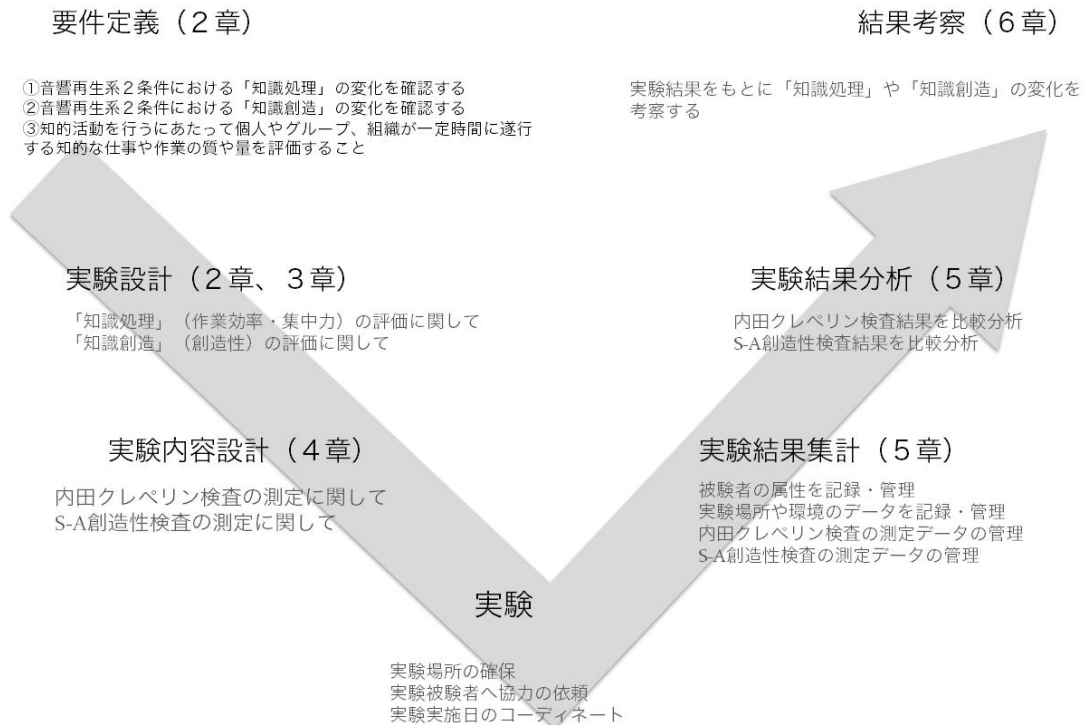 要件定義（２章）
①音響再生系２条件における「知識処理」の変化を確認する
②音響再生系２条件における「知識創造」の変化を確認する
③知的活動を行うにあたって個人やグループ、組織が一定時間に遂行
する知的な仕事や作業の質や量を評価すること
実験設計（２章、３章）
「知識処理」（作業効率・集中力）の評価に関して
「知識創造」（創造性）の評価に関して
実験内容設計（４章）
内田クレペリン検査の測定に関して
S-A創造性検査の測定に関して
実験
実験場所の確保
実験被験者へ協力の依頼
実験実施日のコーディネート
実験結果集計（５章）
被験者の属性を記録・管理
実験場所や環境のデータを記録・管理
内田クレペリン検査の測定データの管理
S-A創造性検査の測定データの管理
実験結果分析（５章）
内田クレペリン検査結果を比較分析
S-A創造性検査結果を比較分析
結果考察（６章）
実験結果をもとに「知識処理」や「知識創造」の変化を
考察する